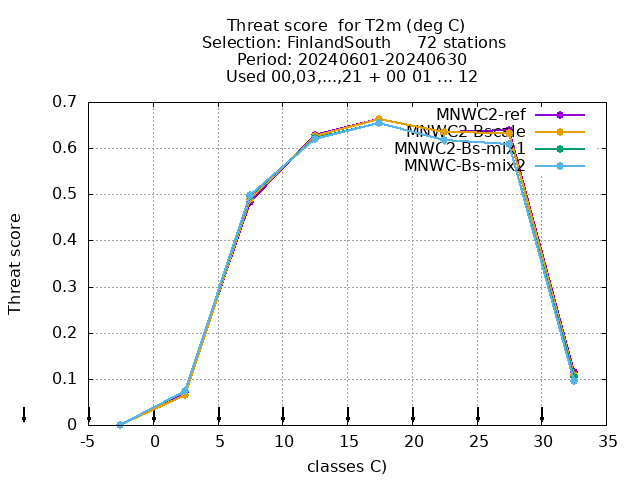 Threat score  for T2m (deg C)
Selection: FinlandSouth     72 stations
Period: 20240601-20240630
Used 00,03,...,21 + 00 01 ... 12
MNWC2-ref
MNWC2-Bscale
MNWC2-Bs-mix1
MNWC-Bs-mix2
0.7
0.6
0.5
0.4
0.3
0.2
0.1
0
Threat score
-5 0 5 10 15 20 25 30 35
classes C)